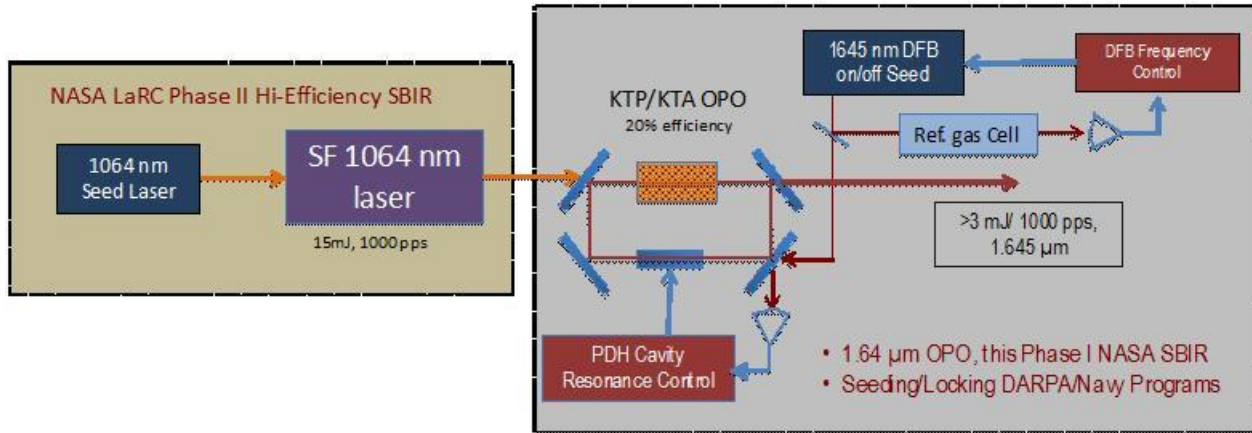 NASA LaRC Phase II Hi-Efficiency SBIR
1064 nm
Seed Laser
SF 1064 nm
laser
15mJ, 1000 pps
KTP/KTA OPO
20% efficiency
1645 nm DFB
on/off Seed
DFB Frequency
Control
Ref. gas Cell
>3 mJ/ 1000 pps,
1.645 µm
PDH Cavity
Resonance Control
• 1.64 µm OPO, this Phase I NASA SBIR
• Seeding/Locking DARPA/Navy Programs